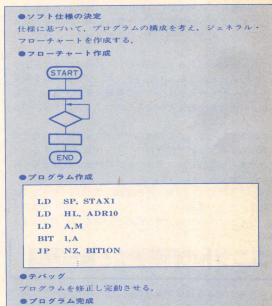 ●ソフト仕様の決定
仕様に基づいて、プログラムの構成を考え、ジェネラル・
フローチャートを作成する。
●フローチャート作成
START
END
●プログラム作成
LD SP, STAX1
LD HL, ADR10
LD A,M
BIT 1,A
JP NZ, BITION
⋮
●デバッグ
プログラムを修正し完動させる。
●プログラム完成